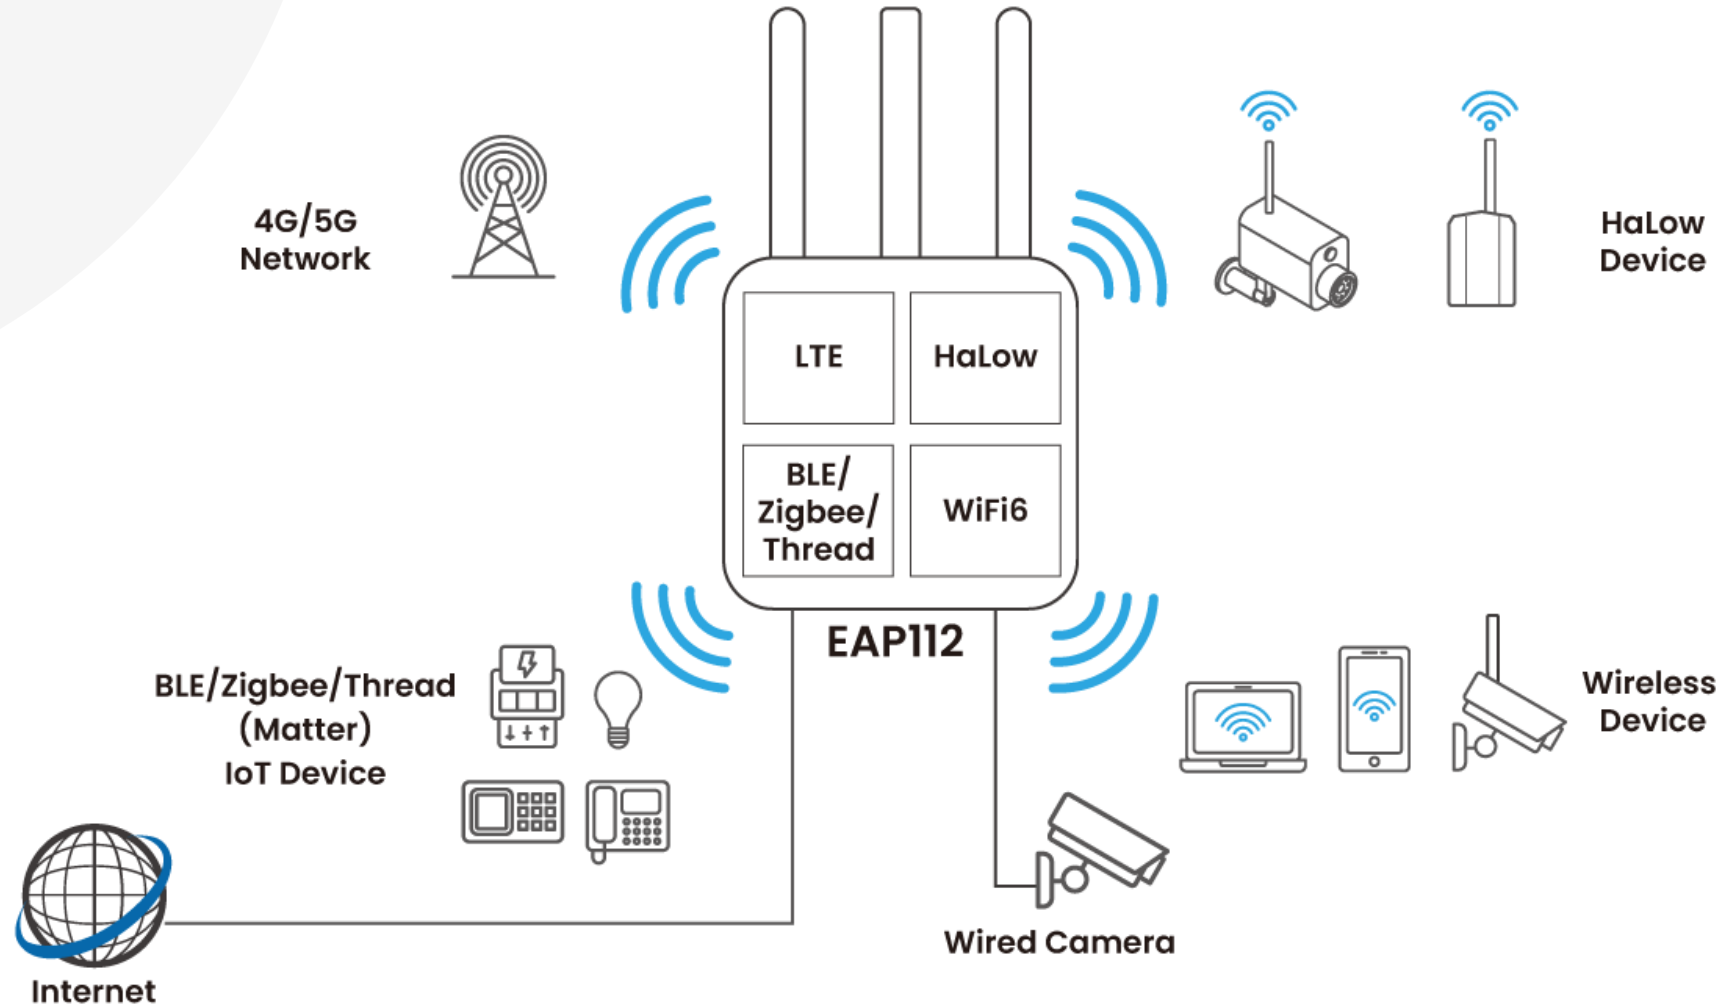 4G/5G
Network
LTE
HaLow
HaLow
Device
BLE/
Zigbee/
Thread
WiFi6
EAP112
BLE/Zigbee/Thread
(Matter)
IoT Device
Wireless
Device
Wired Camera
Internet